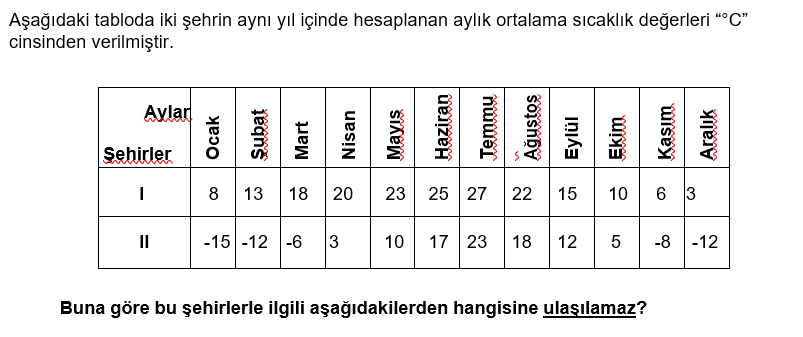 Aşağıdaki tabloda iki şehrin aynı yıl içinde hesaplanan aylık ortalama sıcaklık değerleri “°C”
cinsinden verilmiştir.
Aylar
Şehirler
Ocak
Şubat
Mart
Nisan
Mayıs
Haziran
Temmu
Ağustos
Eylül
Ekim
Kasım
Aralık
I 8 13 18 20 23 25 27 22 15 10 6 3
II -15 -12 -6 3 10 17 23 18 12 5 -8 -12
Buna göre bu şehirlerle ilgili aşağıdakilerden hangisine ulaşılamaz?